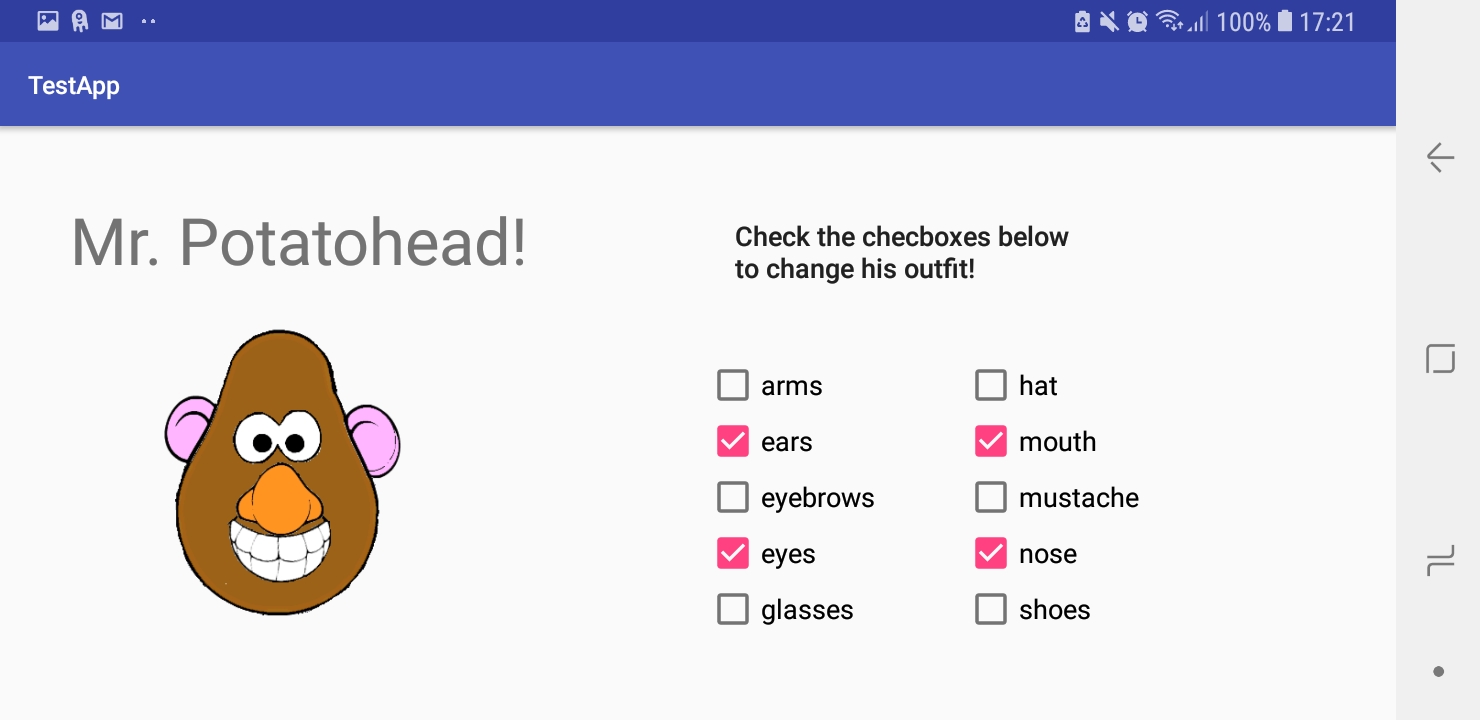 100% 17:21
TestApp
Mr. Potatohead!
Check the checboxes below
to change his outfit!
arms
hat
ears
mouth
eyebrows
mustache
eyes
nose
glasses
shoes